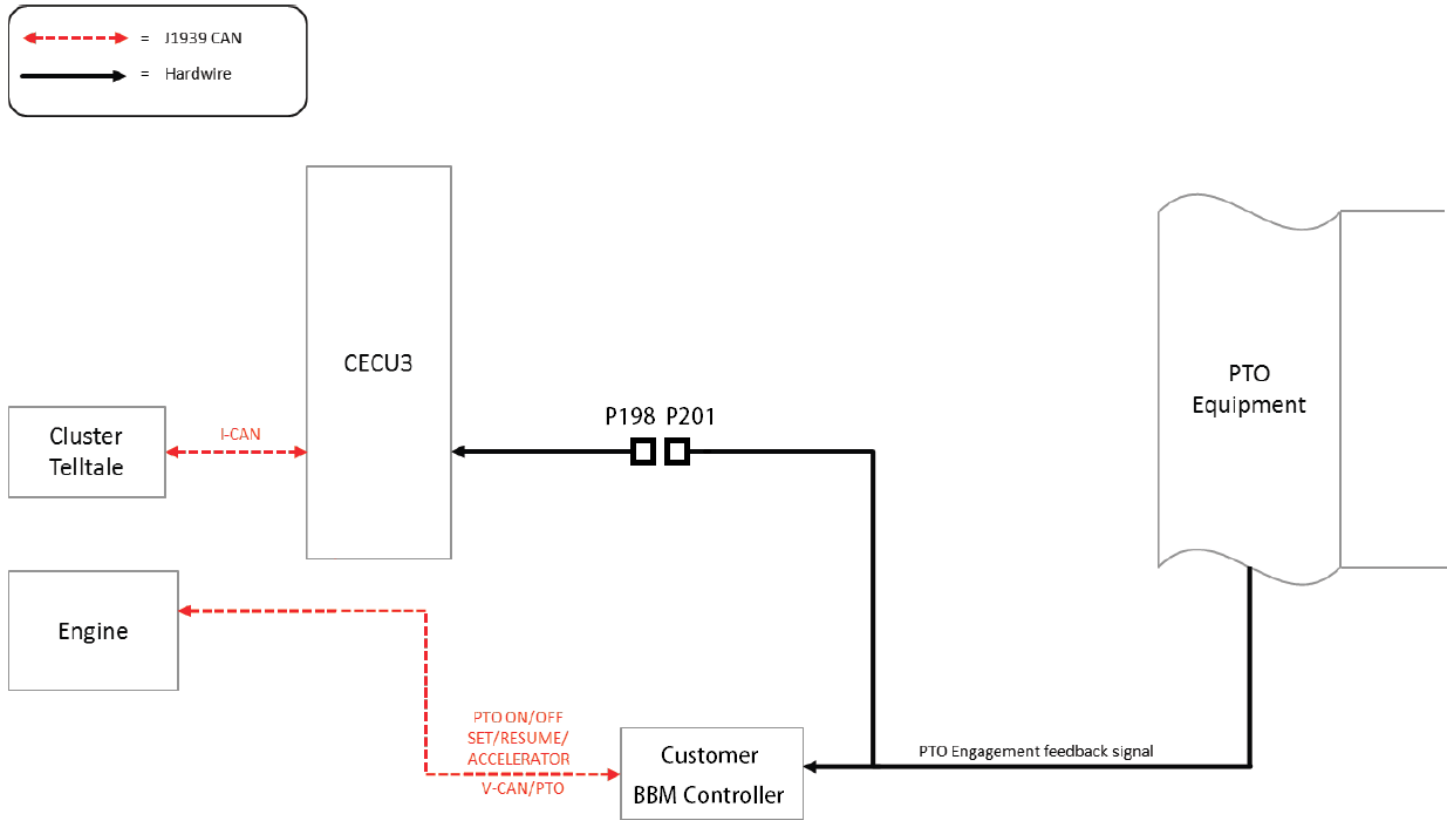 = J1939 CAN
= Hardwire
CECU3
PTO
Equipment
P198 P201
Cluster
Telltale
I-CAN
Engine
PTO ON/OFF
SET/RESUME/
ACCELERATOR
V-CAN/PTO
Customer
BBM Controller
PTO Engagement feedback signal